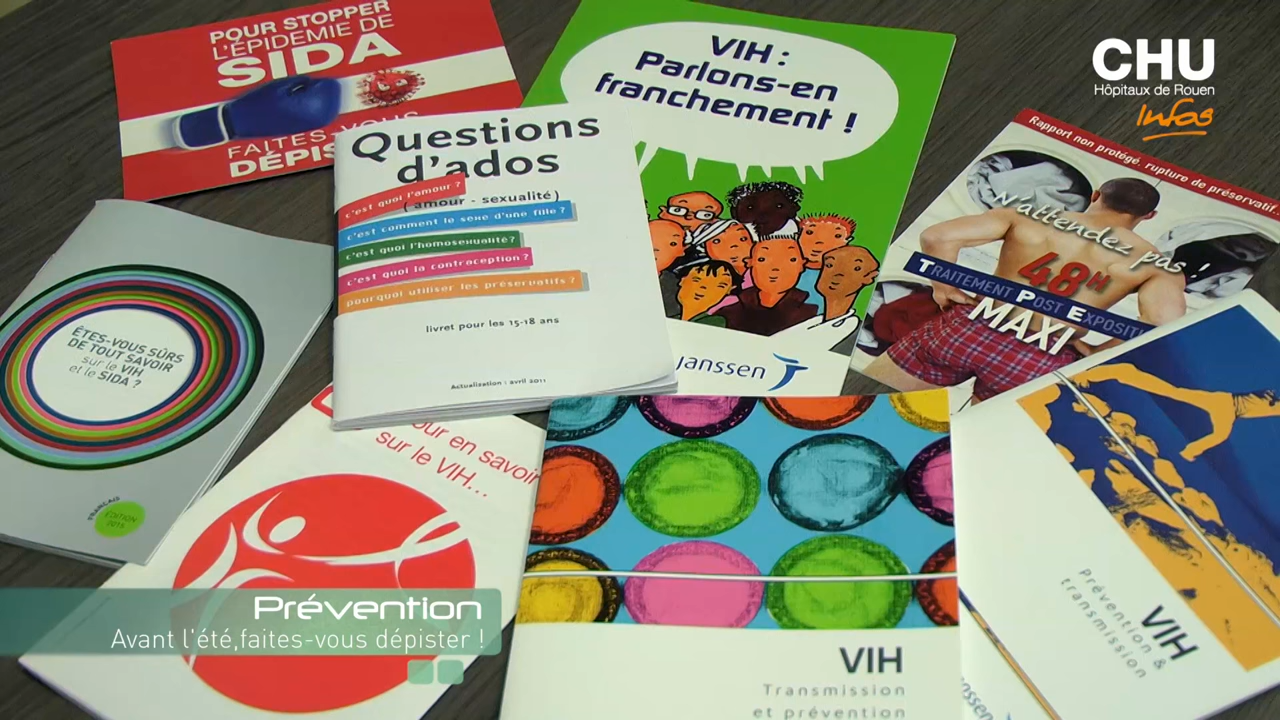 POUR STOPPER
L'ÉPIDEMIE DE
SIDA
FAITES-VOUS
VIH :
Parlons-en
franchement !
janssen
CHU
Hôpitaux de Rouen
Infos
Questions
d'ados
(amour - sexualité)
c'est quoi l'amour ?
c'est comment le sexe d'une fille ?
c'est quoi l'homosexualité ?
c'est quoi la contraception ?
pourquoi utiliser les préservatifs ?
livret pour les 15-18 ans
Actualisation : avril 2011
Rapport non protégé, rupture de préservatif
N'attendez pas !
48H
TRAITEMENT POST EXPOSITI
MAXI
ÊTES-VOUS SÛRS
DE TOUT SAVOIR
sur le VIH
et le SIDA ?
FRANÇAIS
ÉDITION
en savoir
sur le VIH...
VIH
Transmission
et prévention
VIH
Prévention &
transmission
Prévention
Avant l'été,faites-vous dépister !